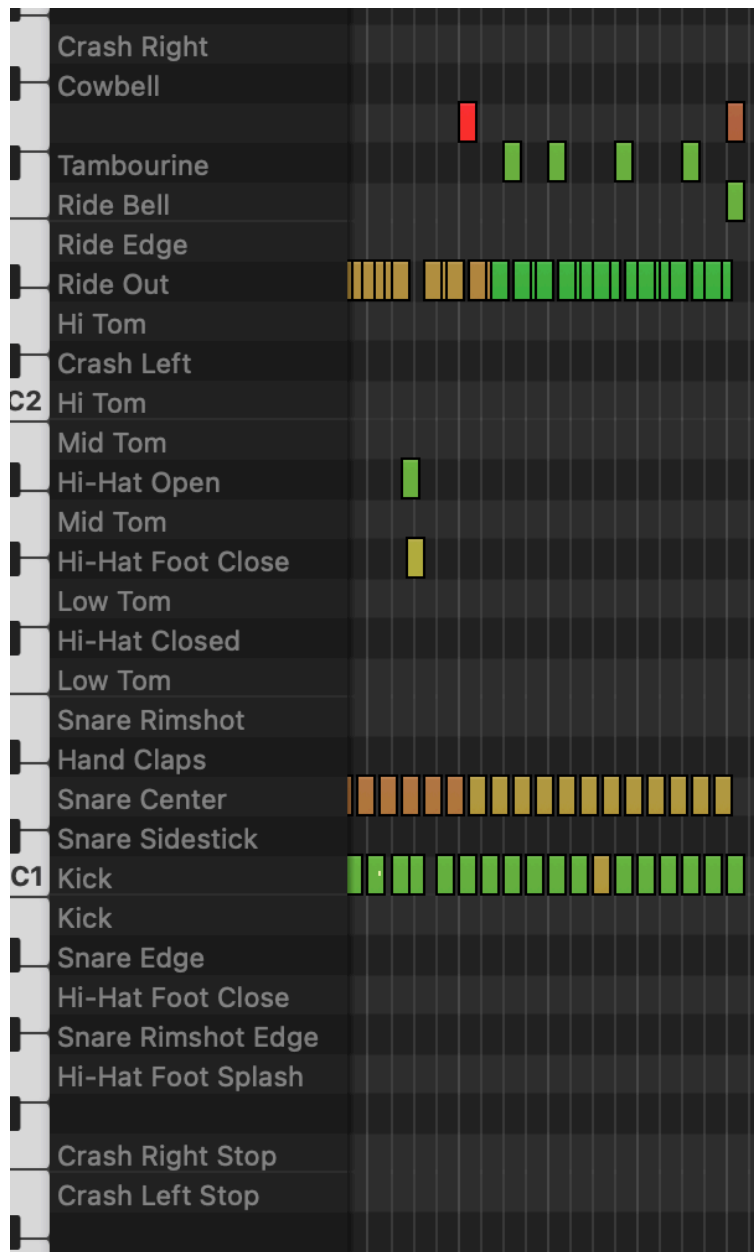 Crash Right
Cowbell
Tambourine
Ride Bell
Ride Edge
Ride Out
Hi Tom
Crash Left
C2 Hi Tom
Mid Tom
Hi-Hat Open
Mid Tom
Hi-Hat Foot Close
Low Tom
Hi-Hat Closed
Low Tom
Snare Rimshot
Hand Claps
Snare Center
Snare Sidestick
C1 Kick
Kick
Snare Edge
Hi-Hat Foot Close
Snare Rimshot Edge
Hi-Hat Foot Splash
Crash Right Stop
Crash Left Stop